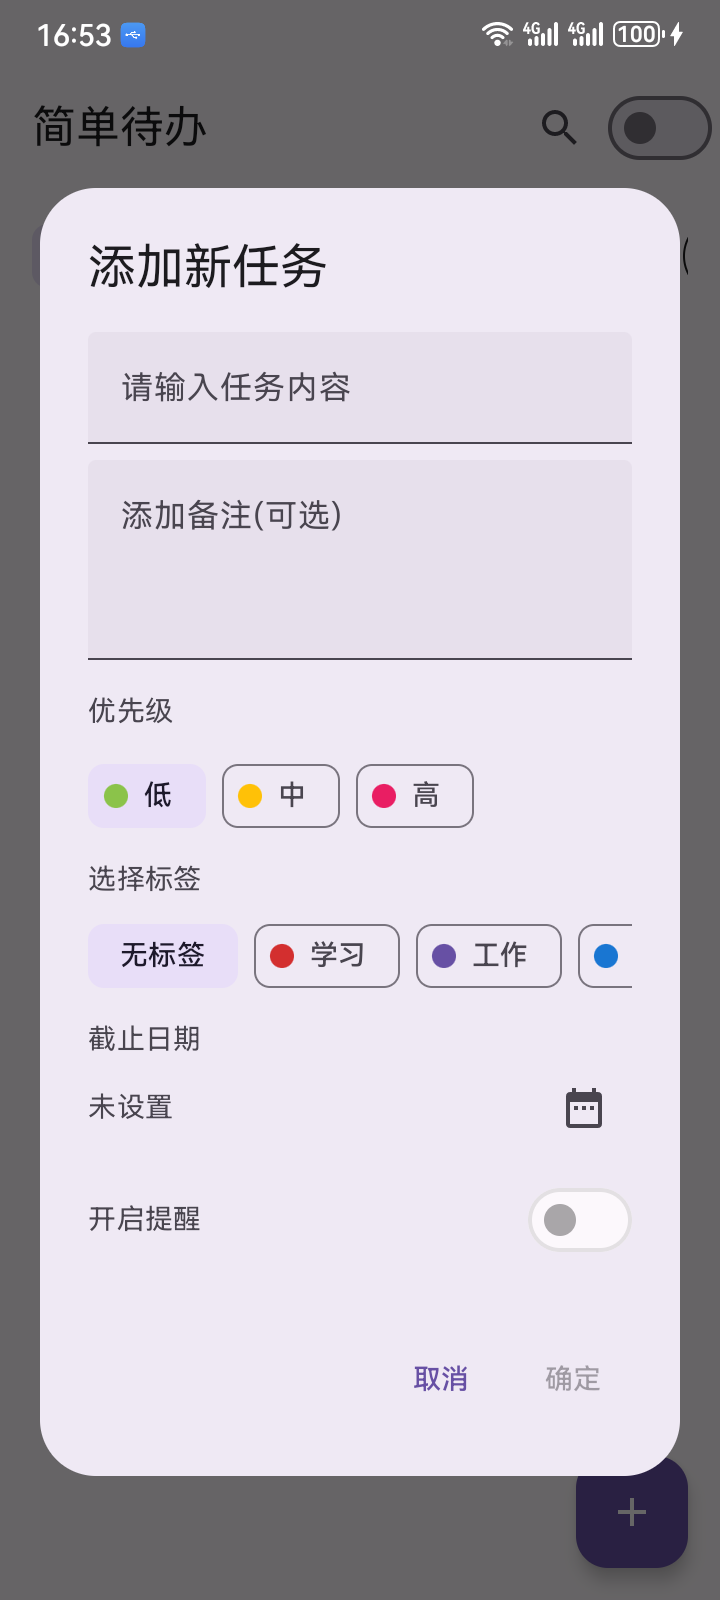 16:53
4G 4G 100
简单待办
添加新任务
请输入任务内容
添加备注(可选)
优先级
低 中 高
选择标签
无标签 学习 工作
截止日期
未设置
开启提醒
取消 确定